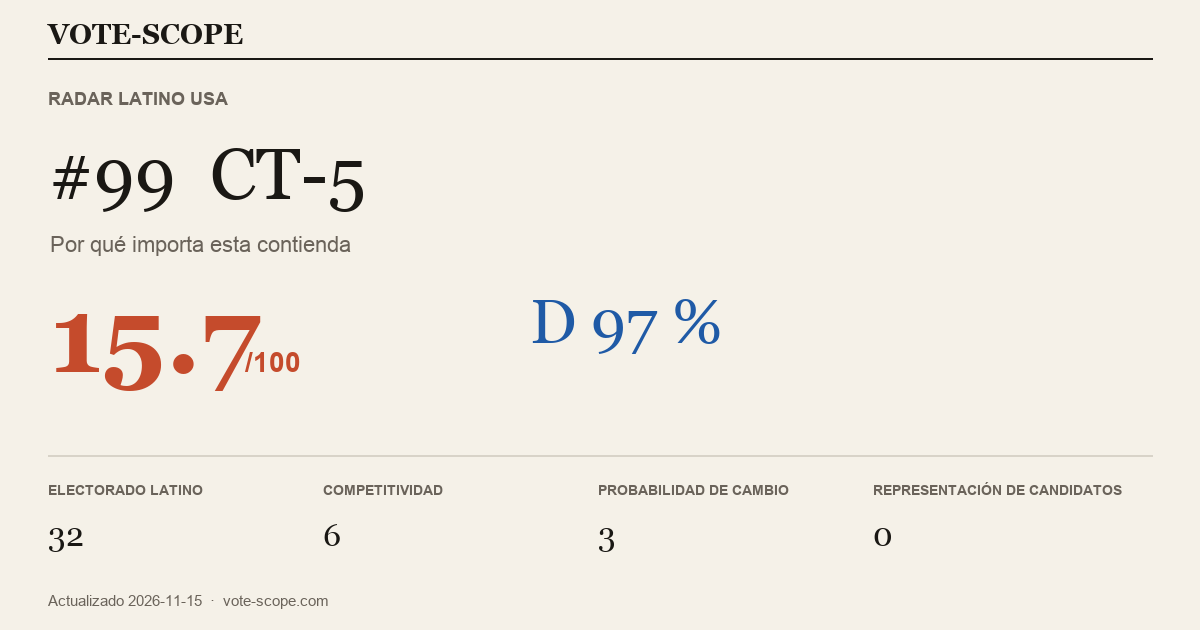 VOTE-SCOPE
RADAR LATINO USA
#99 CT-5
Por qué importa esta contienda
15.7/100
D 97 %
ELECTORADO LATINO
COMPETITIVIDAD
PROBABILIDAD DE CAMBIO
REPRESENTACIÓN DE CANDIDATOS
32
6
3
0
Actualizado 2026-11-15 · vote-scope.com